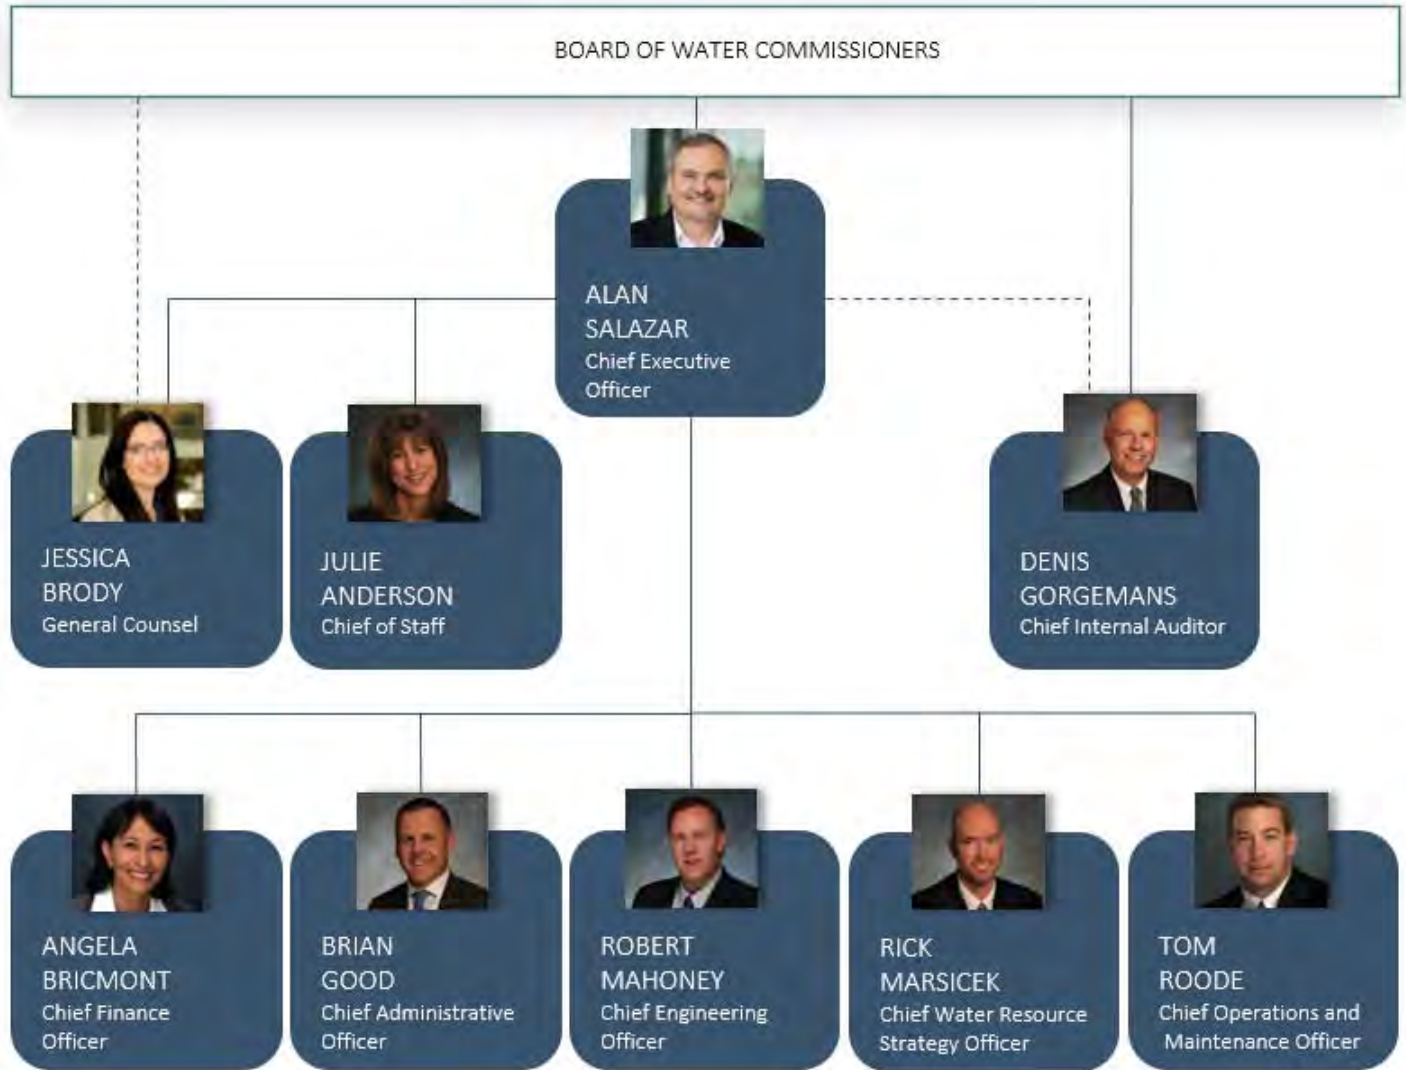 BOARD OF WATER COMMISSIONERS
ALAN
SALAZAR
Chief Executive
Officer
JESSICA
BRODY
General Counsel
JULIE
ANDERSON
Chief of Staff
DENIS
GORGEMANS
Chief Internal Auditor
ANGELA
BRICMONT
Chief Finance
Officer
BRIAN
GOOD
Chief Administrative
Officer
ROBERT
MAHONEY
Chief Engineering
Officer
RICK
MARSICEK
Chief Water Resource
Strategy Officer
TOM
ROODE
Chief Operations and
Maintenance Officer